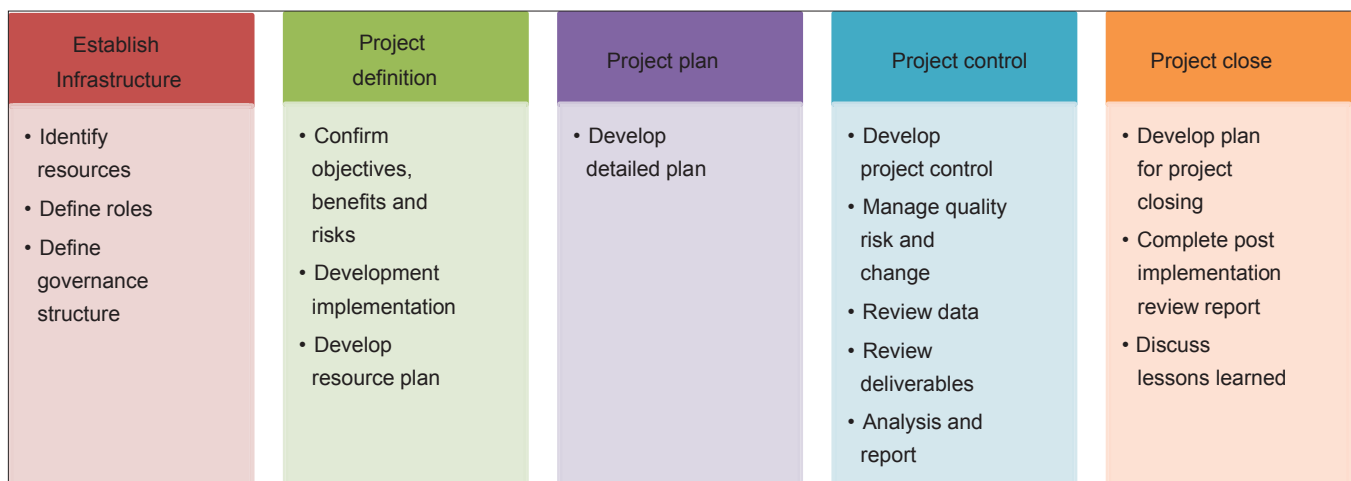 Establish
Infrastructure
• Identify
resources
• Define roles
• Define
governance
structure
Project
definition
• Confirm
objectives,
benefits and
risks
• Development
implementation
• Develop
resource plan
Project plan
• Develop
detailed plan
Project control
• Develop
project control
• Manage quality
risk and
change
• Review data
• Review
deliverables
• Analysis and
report
Project close
• Develop plan
for project
closing
• Complete post
implementation
review report
• Discuss
lessons learned